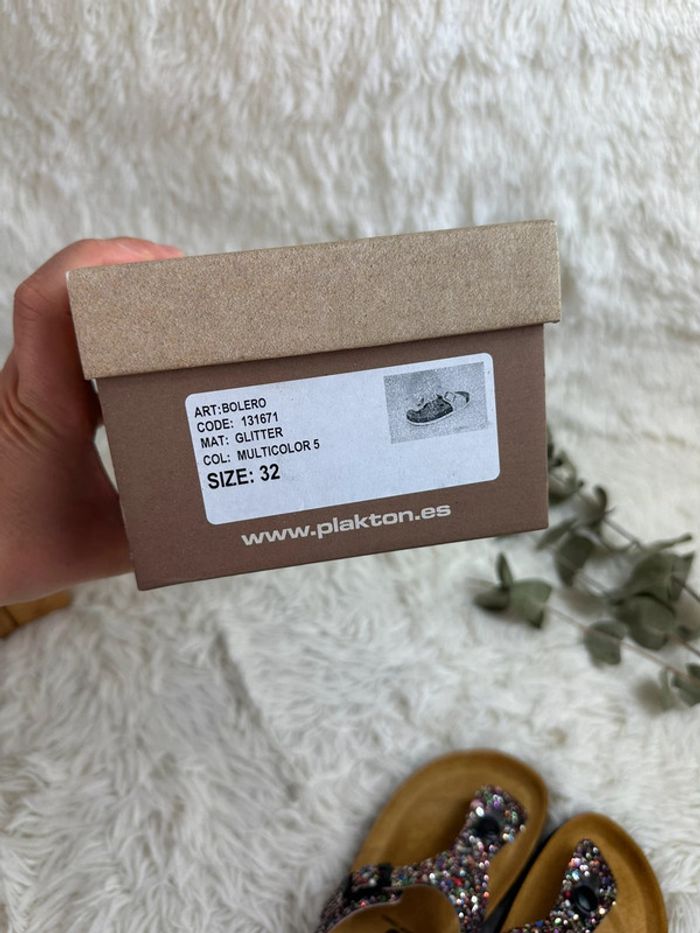 ART:BOLERO
CODE: 131671
MAT: GLITTER
COL: MULTICOLOR 5
SIZE: 32
www.plakton.es